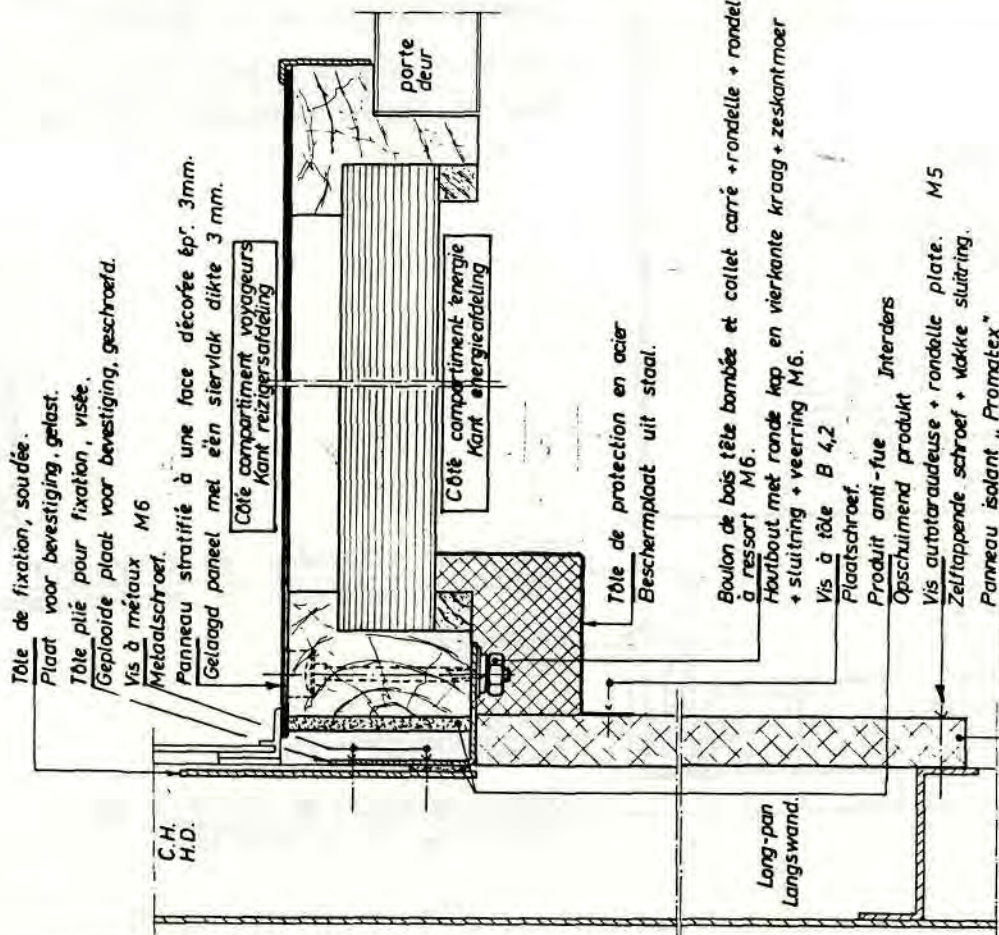 Tôle de fixation, soudée.
Plaat voor bevestiging, gelast.
Tôle plié pour fixation, visée.
Geplooide plaat voor bevestiging, geschroefd.
Vis à métaux M6
Metaalschroef.
Panneau stratifié à une face décorée épr. 3mm.
Gelaagd paneel met één siervlak dikte 3 mm.
Côté compartiment voyageurs
Kant reizigersafdeling
porte
deur
Côté compartiment énergie
Kant energieafdeling
C.H.
H.D.
Tôle de protection en acier
Beschermplaat uit staal.
Boulon de bois tête bombée et collet carré + rondelle + rondel
à ressort M6.
Houtbout met ronde kop en vierkante kraag + zeskantmoer
+ sluitring + veerring M6.
Vis à tôle B 4,2
Plaatschroef.
Produit anti-fue Interdens
Opschuimend produkt
Vis autotaraudeuse + rondelle plate. M5
Zelftappende schroef + vlakke sluitring.
Panneau isolant „Promatex"
Long-pan
Langswand.